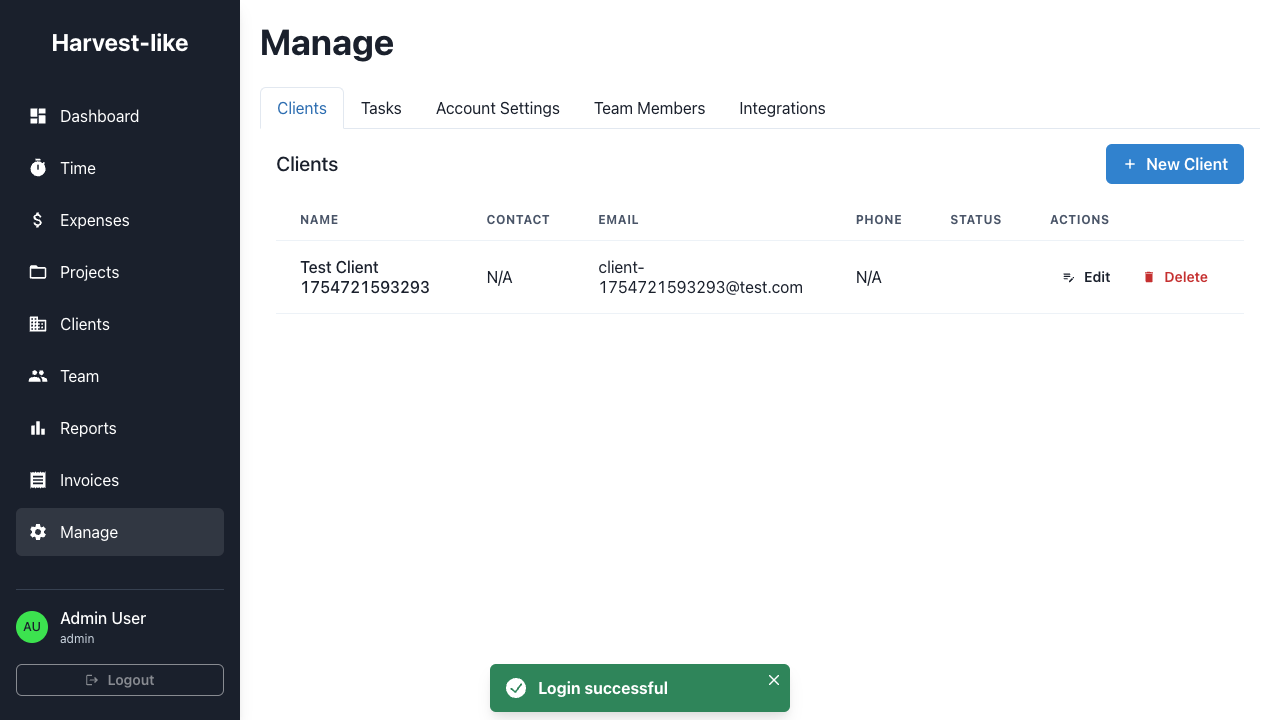 Harvest-like
Dashboard
Time
Expenses
Projects
Clients
Team
Reports
Invoices
Manage
AU
Admin User
admin
Logout
Manage
Clients
Tasks
Account Settings
Team Members
Integrations
Clients
New Client
NAME
CONTACT
EMAIL
PHONE
STATUS
ACTIONS
Test Client
1754721593293
N/A
client-
1754721593293@test.com
N/A
Edit
Delete
Login successful